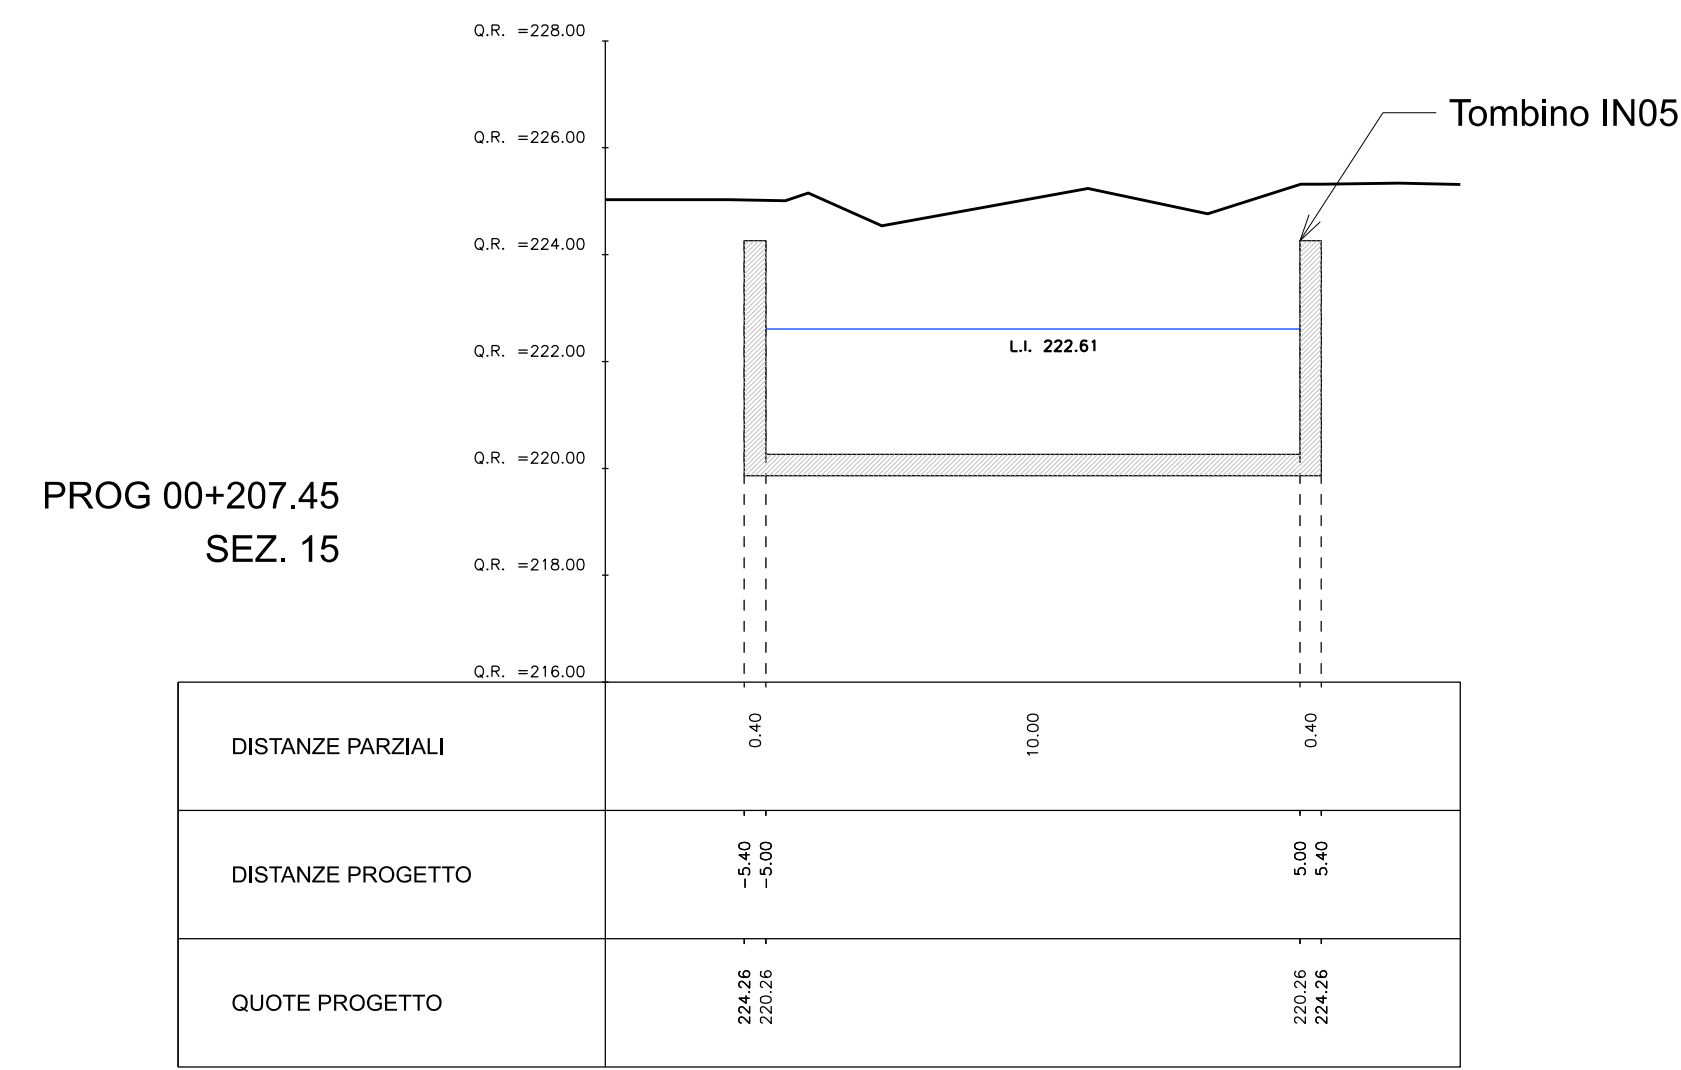 Q.R. =228.00
Tombino IN05
Q.R. =226.00
Q.R. =224.00
Q.R. =222.00
L.I. 222.61
Q.R. =220.00
PROG 00+207.45
SEZ. 15
Q.R. =218.00
Q.R. =216.00
DISTANZE PARZIALI
0.40
10.00
0.40
DISTANZE PROGETTO
−5.40
−5.00
5.00
5.40
QUOTE PROGETTO
224.26
220.26
220.26
224.26